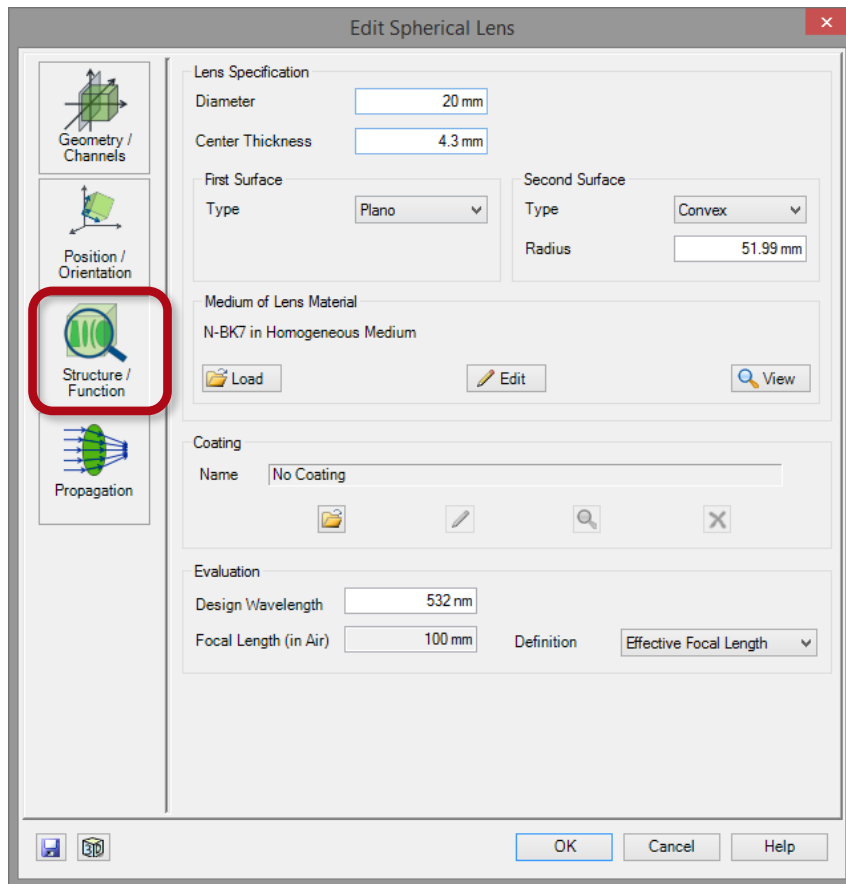 Edit Spherical Lens
Geometry /
Channels
Position /
Orientation
Structure /
Function
Propagation
Lens Specification
Diameter 20 mm
Center Thickness 4.3 mm
First Surface
Type Plano
Second Surface
Type Convex
Radius 51.99 mm
Medium of Lens Material
N-BK7 in Homogeneous Medium
Load Edit View
Coating
Name No Coating
Evaluation
Design Wavelength 532 nm
Focal Length (in Air) 100 mm Definition Effective Focal Length
3D
OK Cancel Help